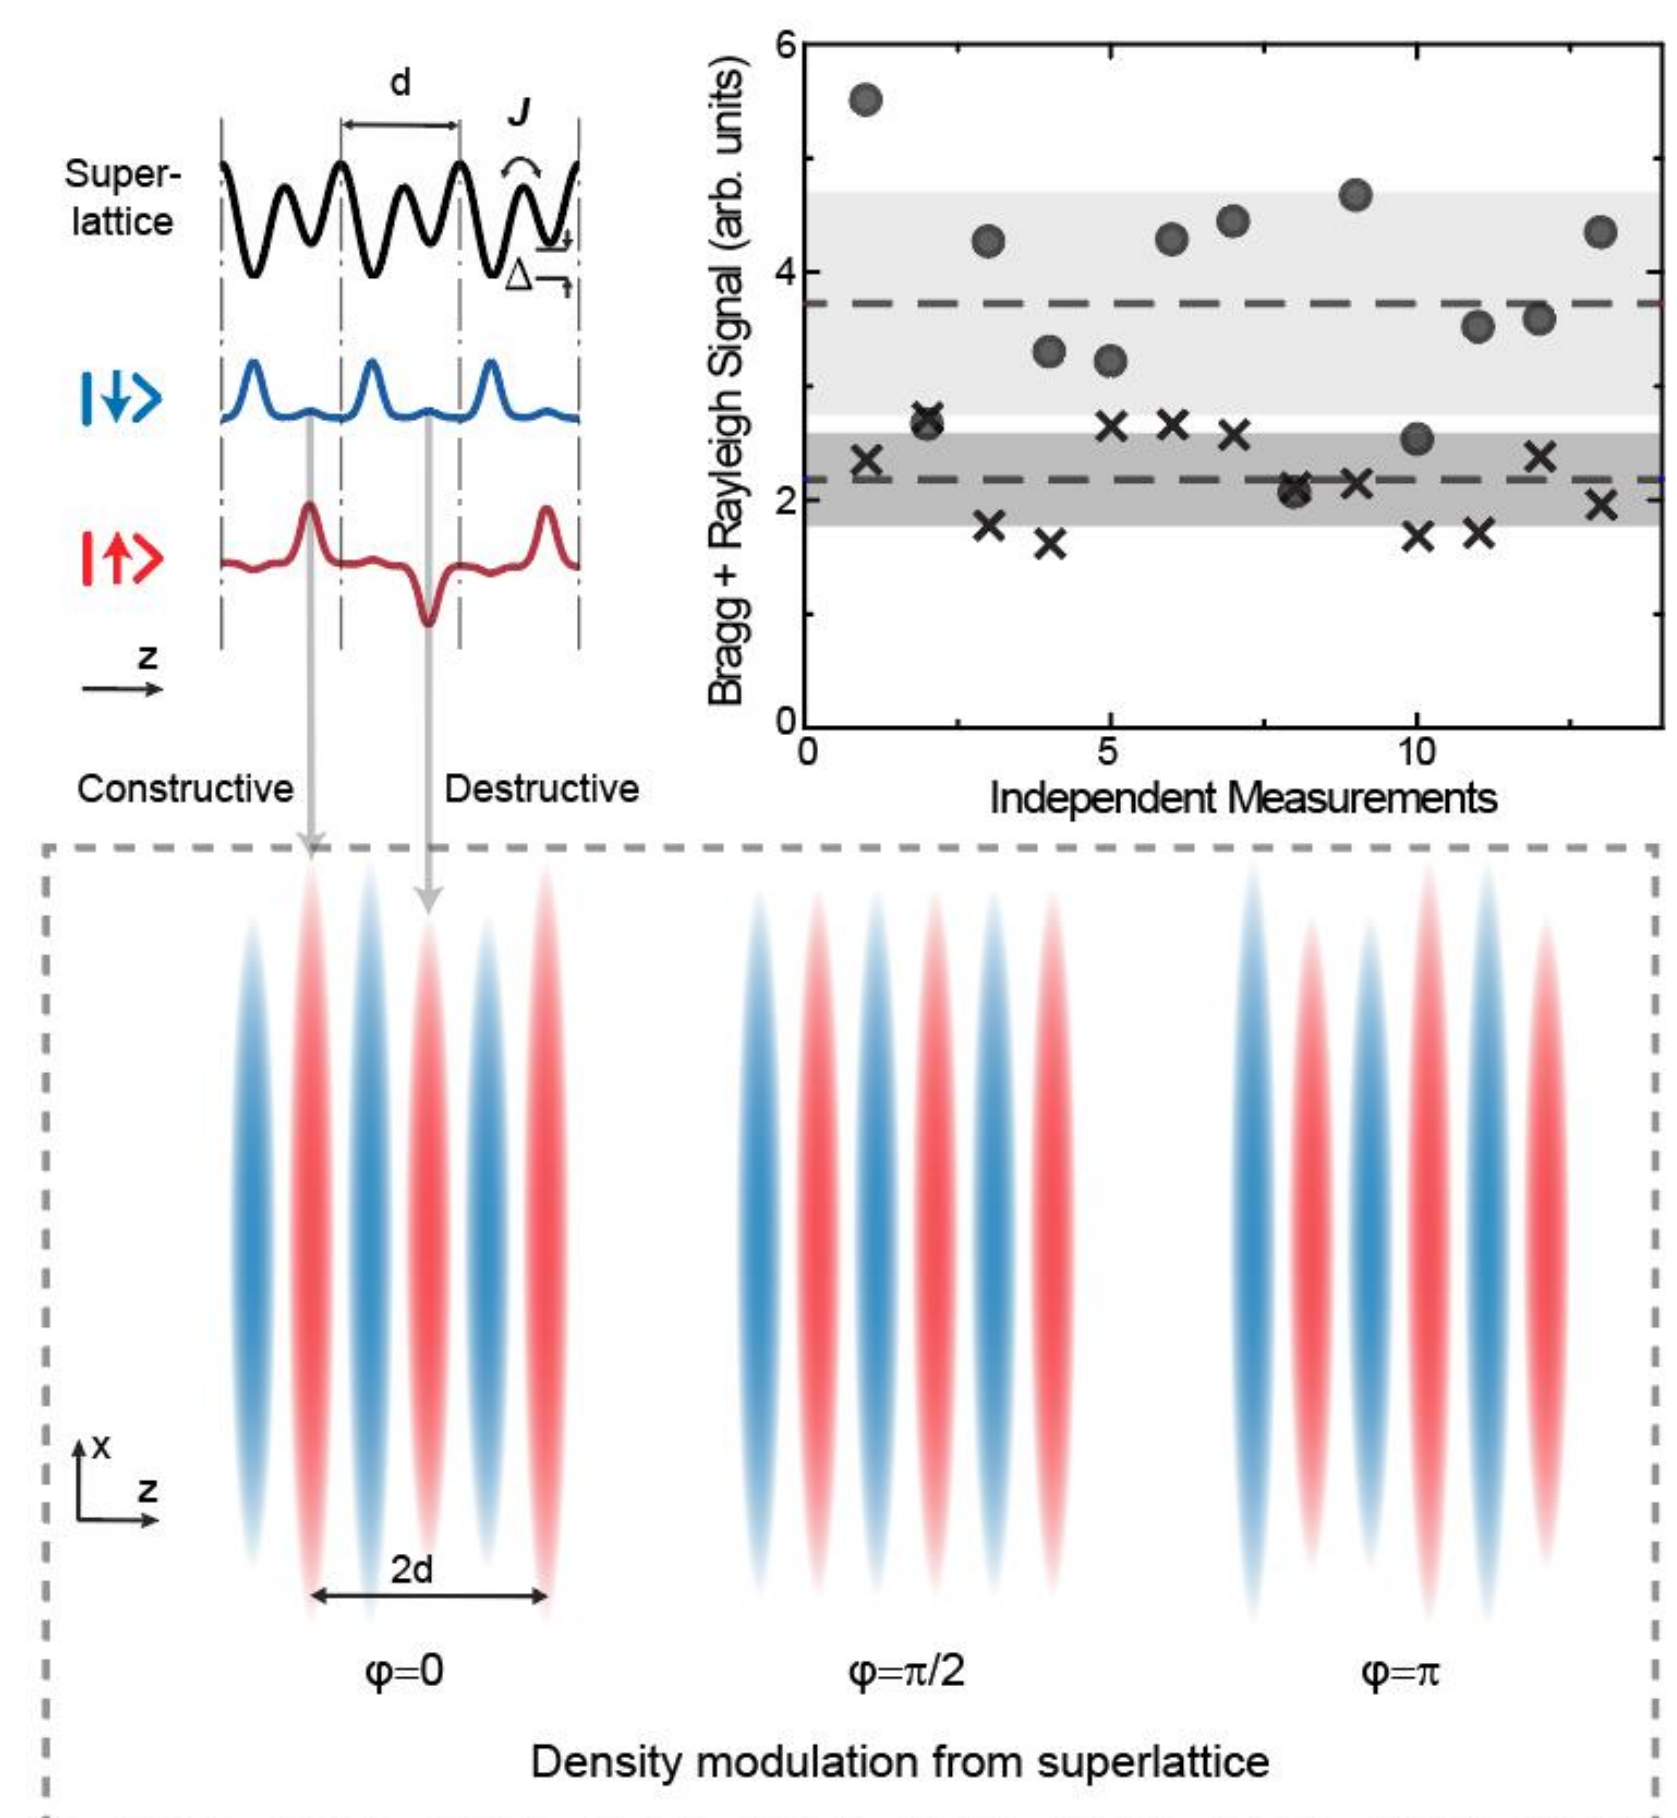 d
J
Super-
lattice
Δ
|↓>
|↑>
z
Constructive
Destructive
Bragg + Rayleigh Signal (arb. units)
6
4
2
0
0
5
10
Independent Measurements
x
z
2d
φ=0
φ=π/2
φ=π
Density modulation from superlattice